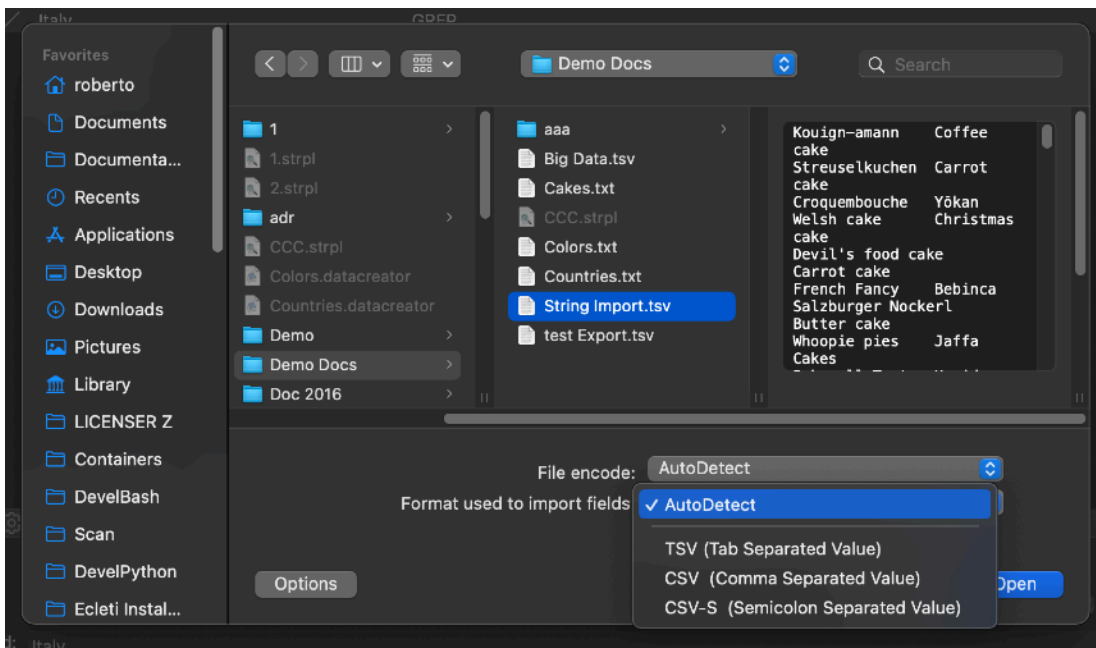 Italy
GREP
Favorites
roberto
Documents
Documenta...
Recents
Applications
Desktop
Downloads
Pictures
Library
LICENSER Z
Containers
DevelBash
Scan
DevelPython
Ecleti Instal...
Demo Docs
Search
1
1.strpl
2.strpl
adr
CCC.strpl
Colors.datacreator
Countries.datacreator
Demo
Demo Docs
Doc 2016
aaa
Big Data.tsv
Cakes.txt
CCC.strpl
Colors.txt
Countries.txt
String Import.tsv
test Export.tsv
Kouign-amann Coffee
cake
Streuselkuchen Carrot
cake
Croquembouche Yōkan
Welsh cake Christmas
cake
Devil's food cake
Carrot cake
French Fancy Bebinca
Salzburger Nockerl
Butter cake
Whoopie pies Jaffa
Cakes
File encode: AutoDetect
Format used to import fields
✓ AutoDetect
TSV (Tab Separated Value)
CSV (Comma Separated Value)
CSV-S (Semicolon Separated Value)
Options
Open
d: Italy